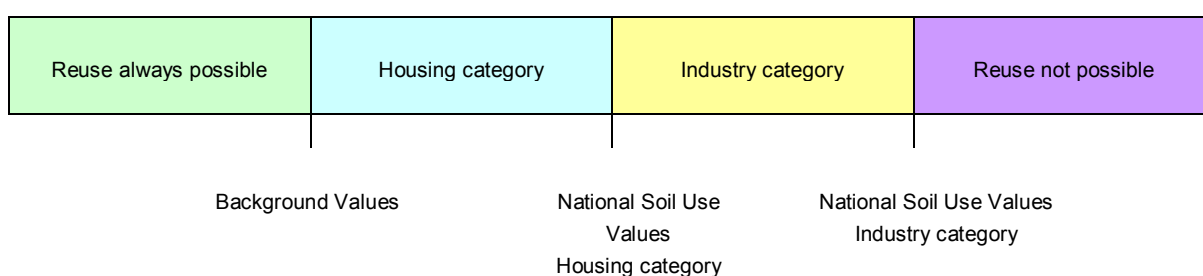 Reuse always possible
Housing category
Industry category
Reuse not possible
Background Values
National Soil Use
Values
Housing category
National Soil Use Values
Industry category